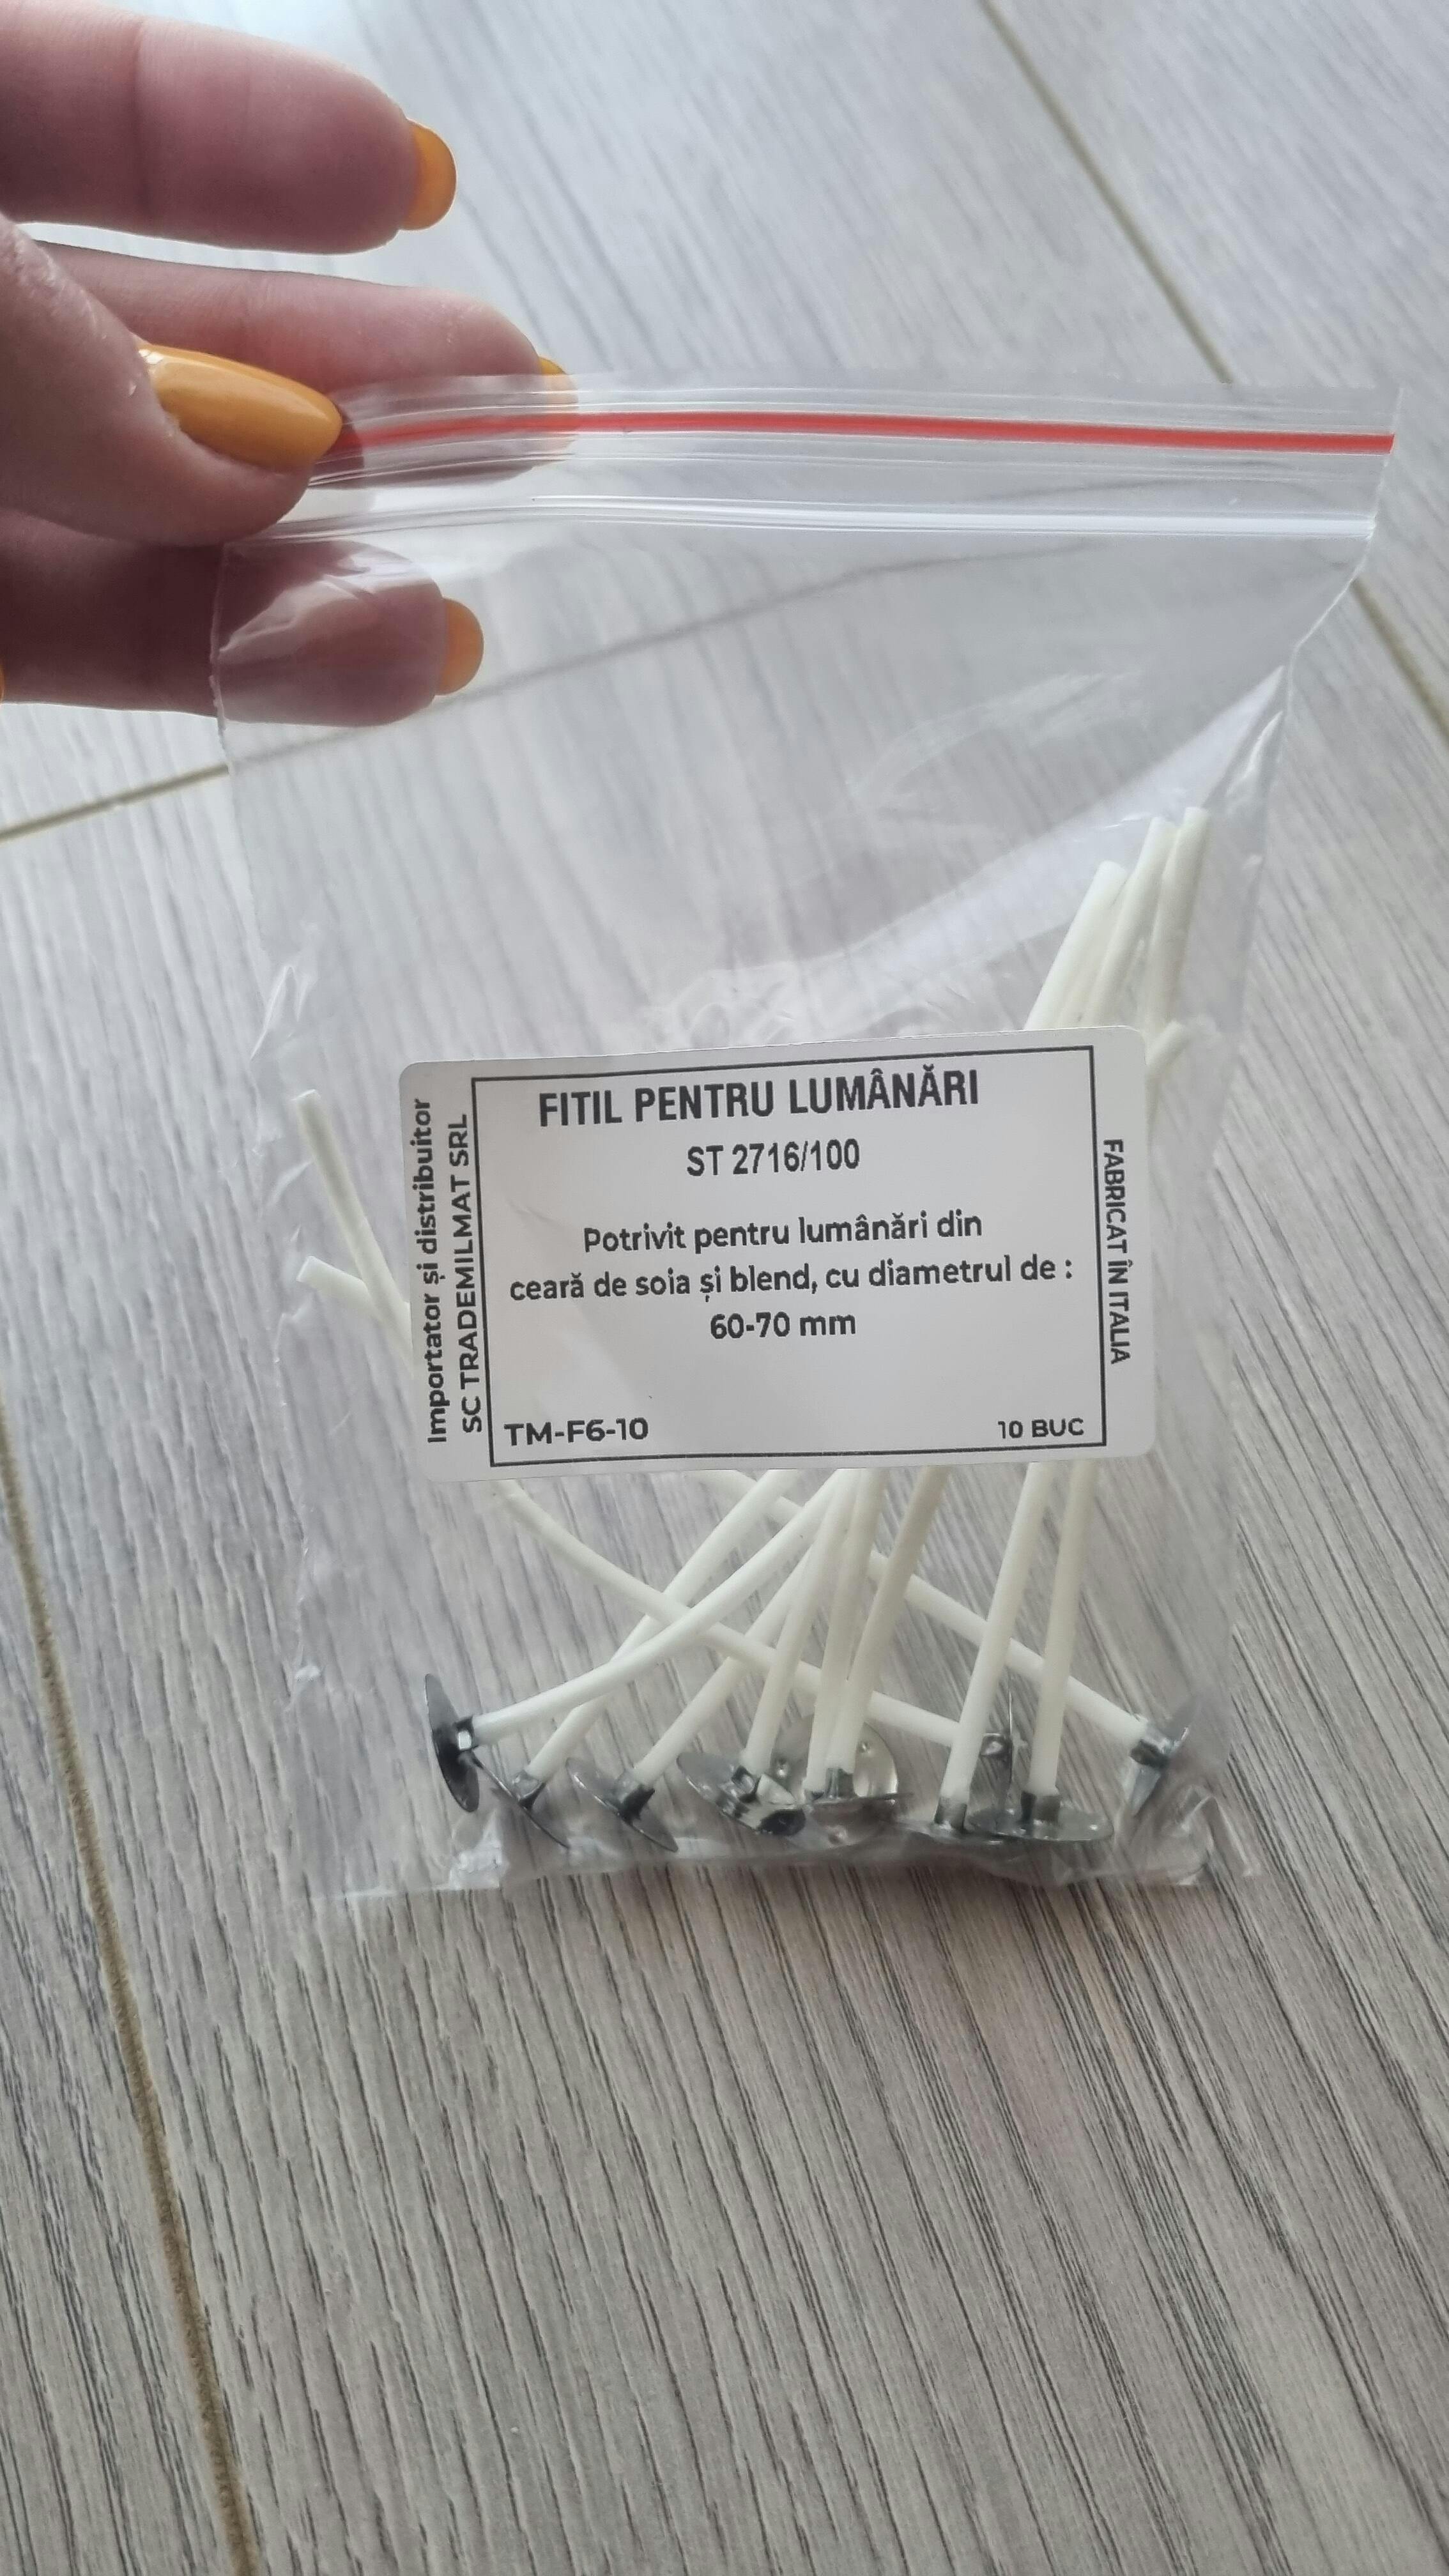 FITIL PENTRU LUMÂNĂRI
ST 2716/100
Potrivit pentru lumânări din
ceară de soia și blend, cu diametrul de :
60-70 mm
TM-F6-10
10 BUC
Importator și distribuitor
SC TRADEMILMAT SRL
FABRICAT ÎN ITALIA